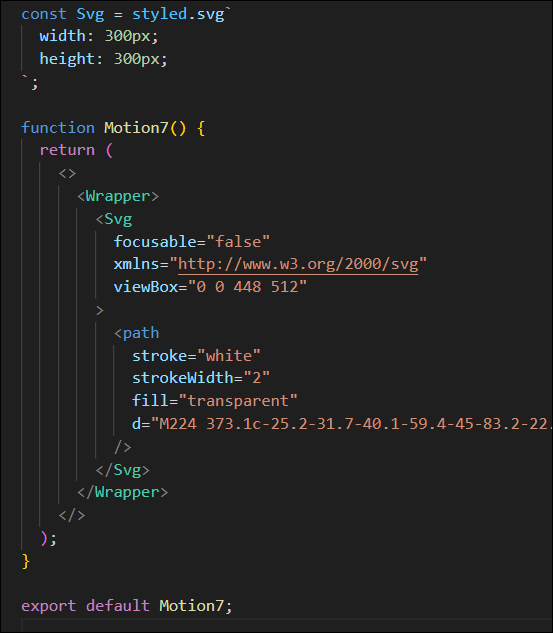 const Svg = styled.svg`
  width: 300px;
  height: 300px;
`;

function Motion7() {
  return (
    <>
      <Wrapper>
        <Svg
          focusable="false"
          xmlns="http://www.w3.org/2000/svg"
          viewBox="0 0 448 512"
        >
          <path
            stroke="white"
            strokeWidth="2"
            fill="transparent"
            d="M224 373.1c-25.2-31.7-40.1-59.4-45-83.2-22.
          />
        </Svg>
      </Wrapper>
    </>
  );
}

export default Motion7;